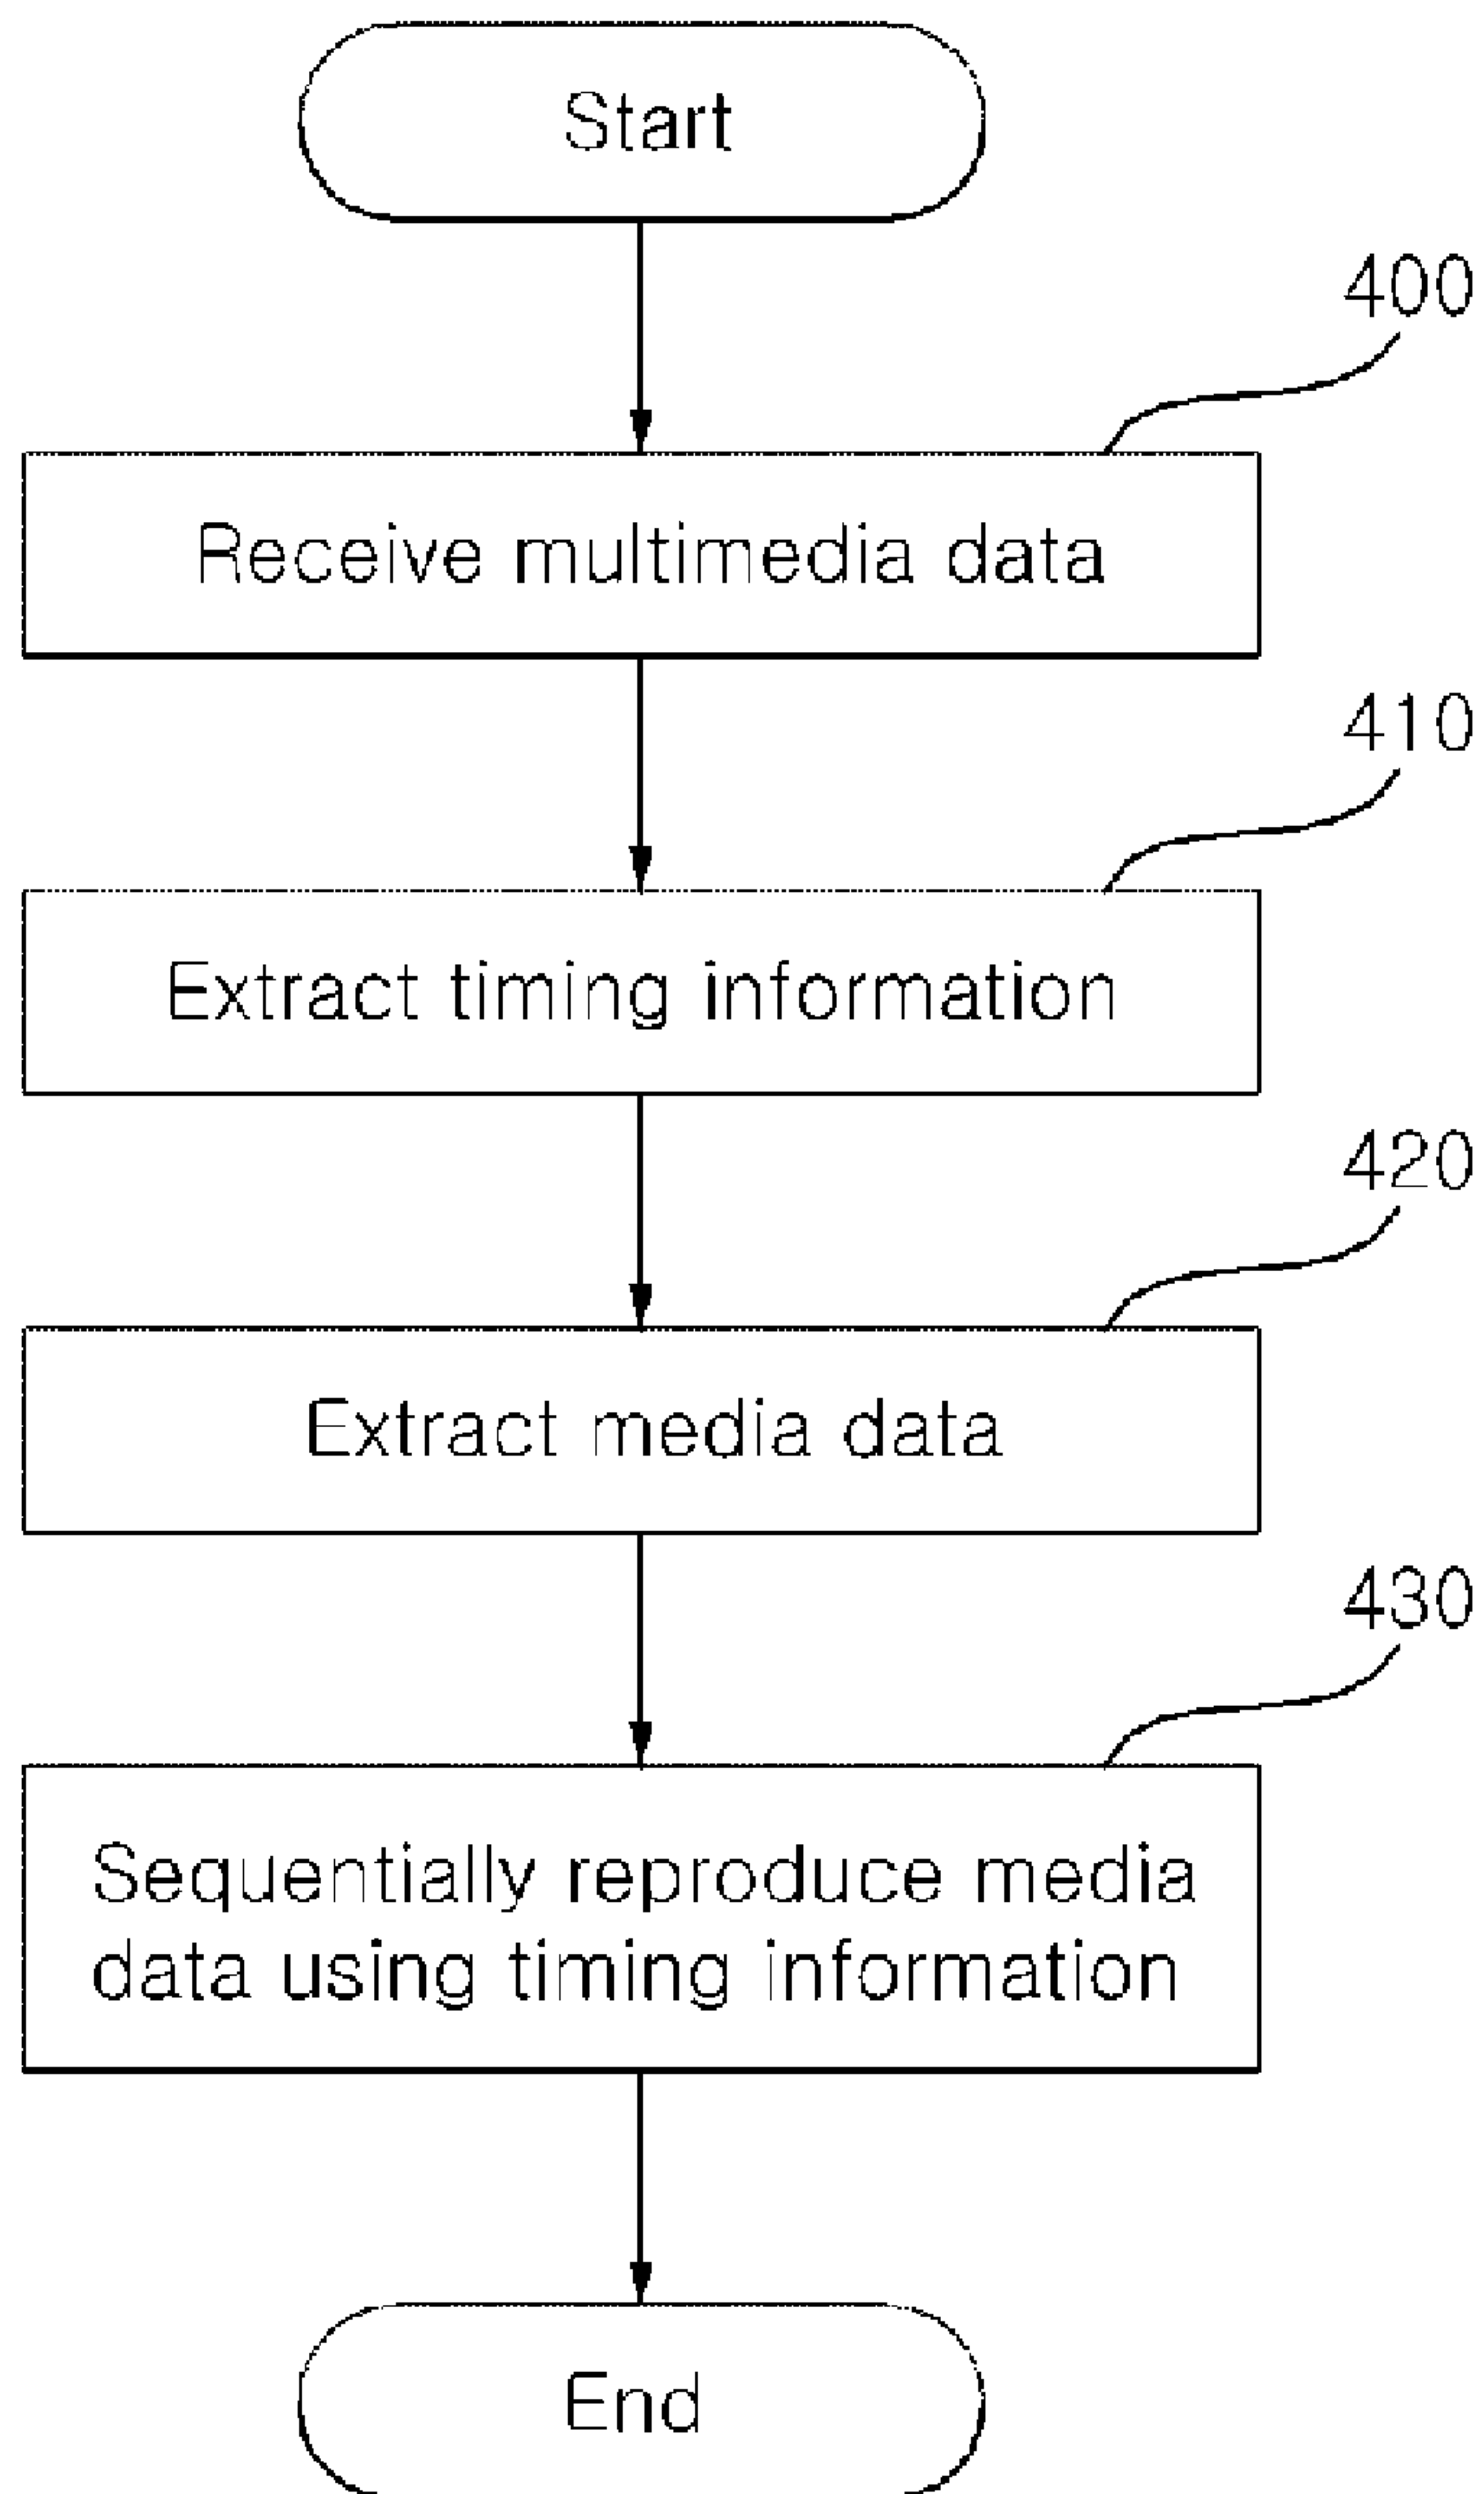 Start
400
Receive multimedia data
410
Extract timing information
420
Extract media data
430
Sequentially reproduce media
data using timing information
End